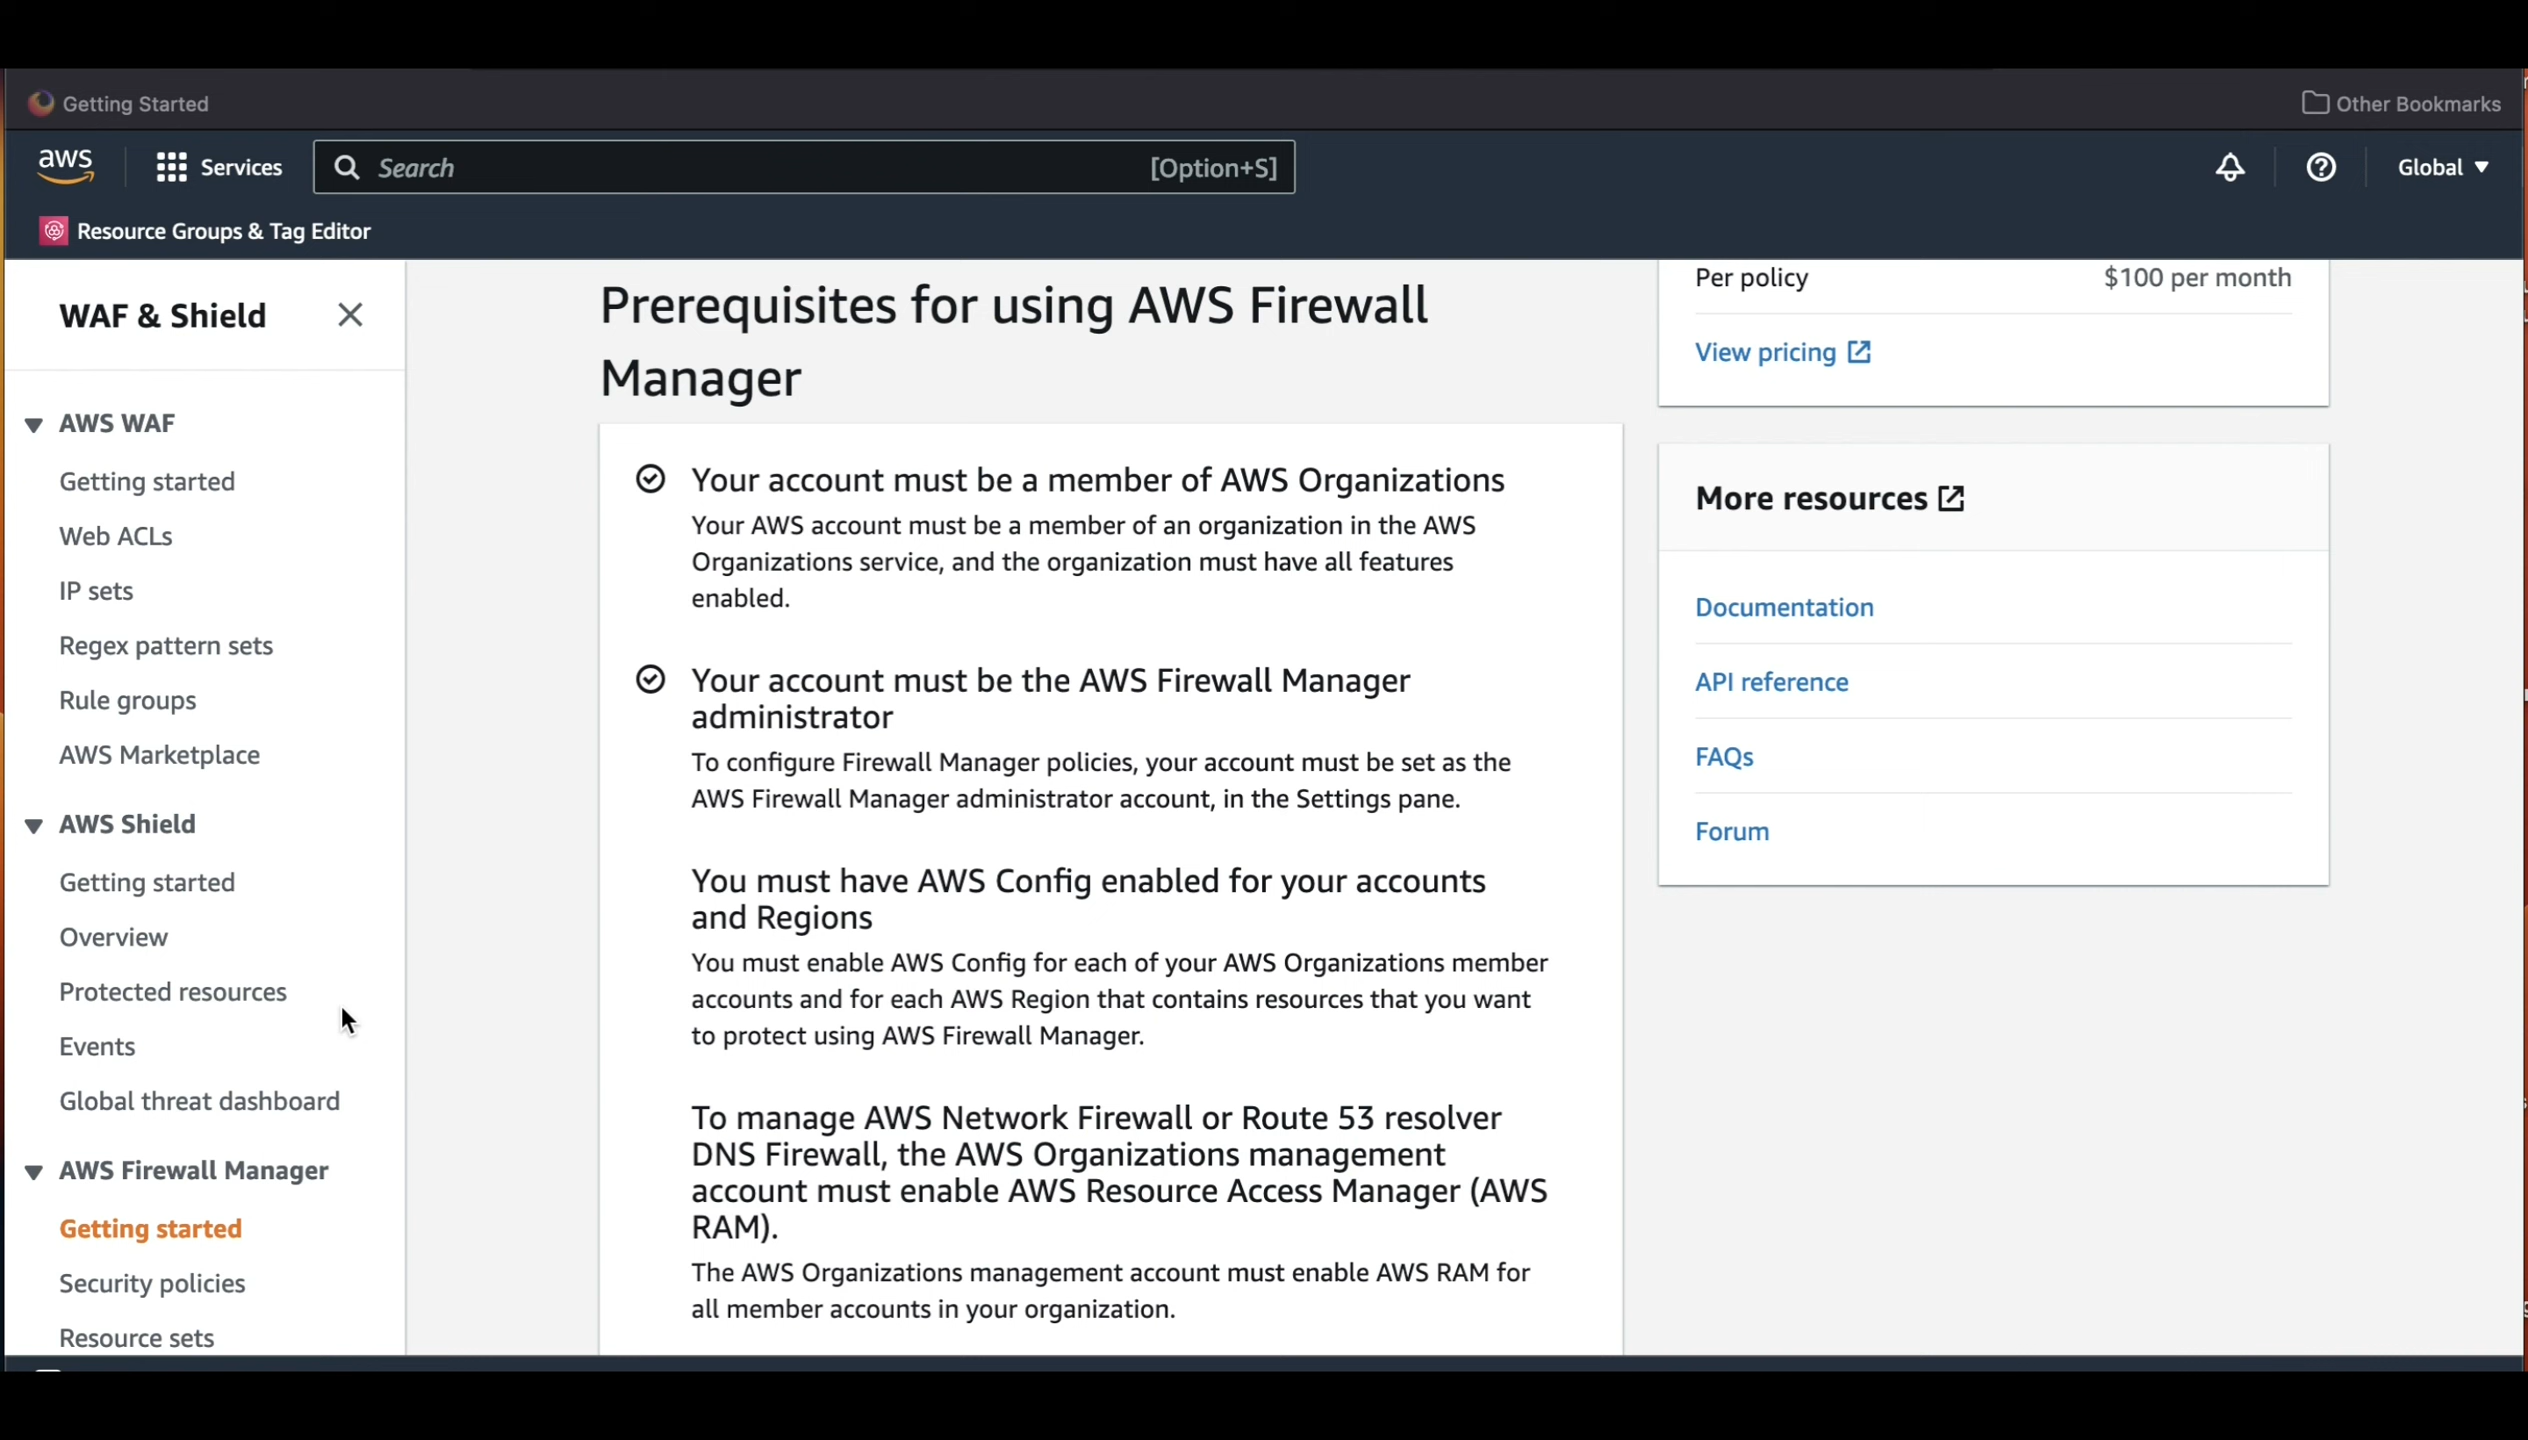 Getting Started
Other Bookmarks
aws
Services
Search
[Option+S]
Global
Resource Groups & Tag Editor
WAF & Shield
AWS WAF
Getting started
Web ACLs
IP sets
Regex pattern sets
Rule groups
AWS Marketplace
AWS Shield
Getting started
Overview
Protected resources
Events
Global threat dashboard
AWS Firewall Manager
Getting started
Security policies
Resource sets
Prerequisites for using AWS Firewall
Manager
Your account must be a member of AWS Organizations
Your AWS account must be a member of an organization in the AWS
Organizations service, and the organization must have all features
enabled.
Your account must be the AWS Firewall Manager
administrator
To configure Firewall Manager policies, your account must be set as the
AWS Firewall Manager administrator account, in the Settings pane.
You must have AWS Config enabled for your accounts
and Regions
You must enable AWS Config for each of your AWS Organizations member
accounts and for each AWS Region that contains resources that you want
to protect using AWS Firewall Manager.
To manage AWS Network Firewall or Route 53 resolver
DNS Firewall, the AWS Organizations management
account must enable AWS Resource Access Manager (AWS
RAM).
The AWS Organizations management account must enable AWS RAM for
all member accounts in your organization.
Per policy
$100 per month
View pricing
More resources
Documentation
API reference
FAQs
Forum